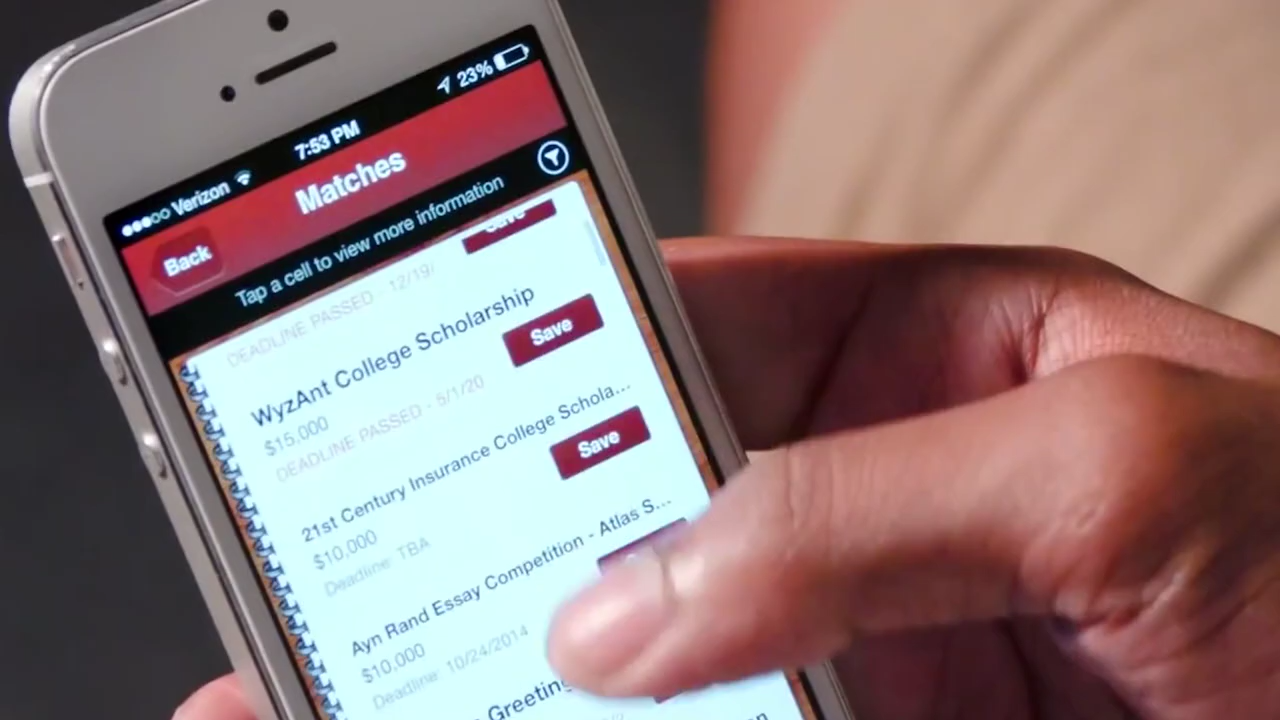 Verizon 7:53 PM 23%
Back Matches
Tap a cell to view more information
Save
DEADLINE PASSED - 12/19/
WyzAnt College Scholarship
$15,000
Save
DEADLINE PASSED - 5/1/20
21st Century Insurance College Schola...
$10,000
Save
Deadline: TBA
Ayn Rand Essay Competition - Atlas S...
$10,000
Deadline: 10/24/2014
Greeting